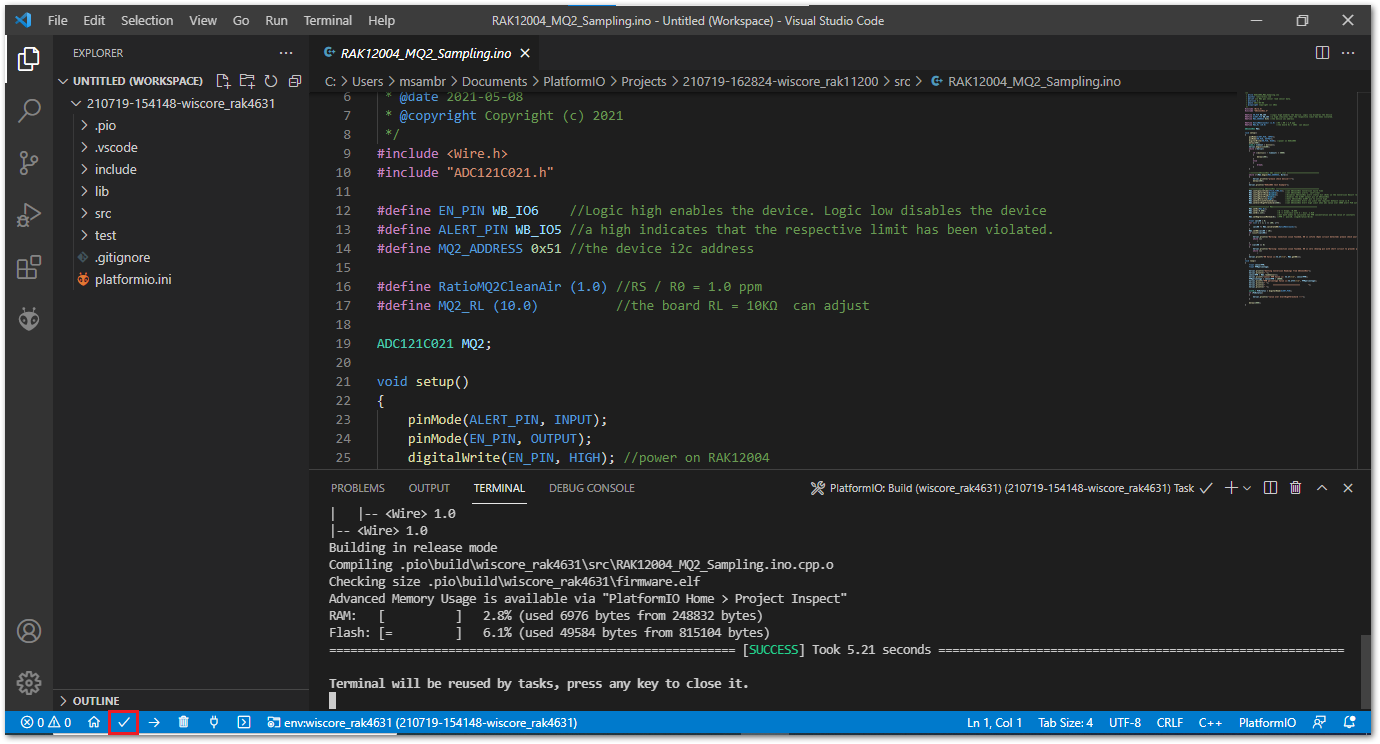 File Edit Selection View Go Run Terminal Help RAK12004_MQ2_Sampling.ino - Untitled (Workspace) - Visual Studio Code
EXPLORER ···
UNTITLED (WORKSPACE)
210719-154148-wiscore_rak4631
.pio
.vscode
include
lib
src
test
.gitignore
platformio.ini
OUTLINE
RAK12004_MQ2_Sampling.ino
C: > Users > msambr > Documents > PlatformIO > Projects > 210719-162824-wiscore_rak11200 > src > RAK12004_MQ2_Sampling.ino
6 * @date 2021-05-08
7 * @copyright Copyright (c) 2021
8 */
9 #include <Wire.h>
10 #include "ADC121C021.h"
11
12 #define EN_PIN WB_IO6 //Logic high enables the device. Logic low disables the device
13 #define ALERT_PIN WB_IO5 //a high indicates that the respective limit has been violated.
14 #define MQ2_ADDRESS 0x51 //the device i2c address
15
16 #define RatioMQ2CleanAir (1.0) //RS / R0 = 1.0 ppm
17 #define MQ2_RL (10.0) //the board RL = 10KΩ can adjust
18
19 ADC121C021 MQ2;
20
21 void setup()
22 {
23 pinMode(ALERT_PIN, INPUT);
24 pinMode(EN_PIN, OUTPUT);
25 digitalWrite(EN_PIN, HIGH); //power on RAK12004
PROBLEMS OUTPUT TERMINAL DEBUG CONSOLE PlatformIO: Build (wiscore_rak4631) (210719-154148-wiscore_rak4631) Task
| |-- <Wire> 1.0
|-- <Wire> 1.0
Building in release mode
Compiling .pio\build\wiscore_rak4631\src\RAK12004_MQ2_Sampling.ino.cpp.o
Checking size .pio\build\wiscore_rak4631\firmware.elf
Advanced Memory Usage is available via "PlatformIO Home > Project Inspect"
RAM: [ ] 2.8% (used 6976 bytes from 248832 bytes)
Flash: [= ] 6.1% (used 49584 bytes from 815104 bytes)
========================================================== [SUCCESS] Took 5.21 seconds ==========================================================
Terminal will be reused by tasks, press any key to close it.
0 0 env:wiscore_rak4631 (210719-154148-wiscore_rak4631) Ln 1, Col 1 Tab Size: 4 UTF-8 CRLF C++ PlatformIO